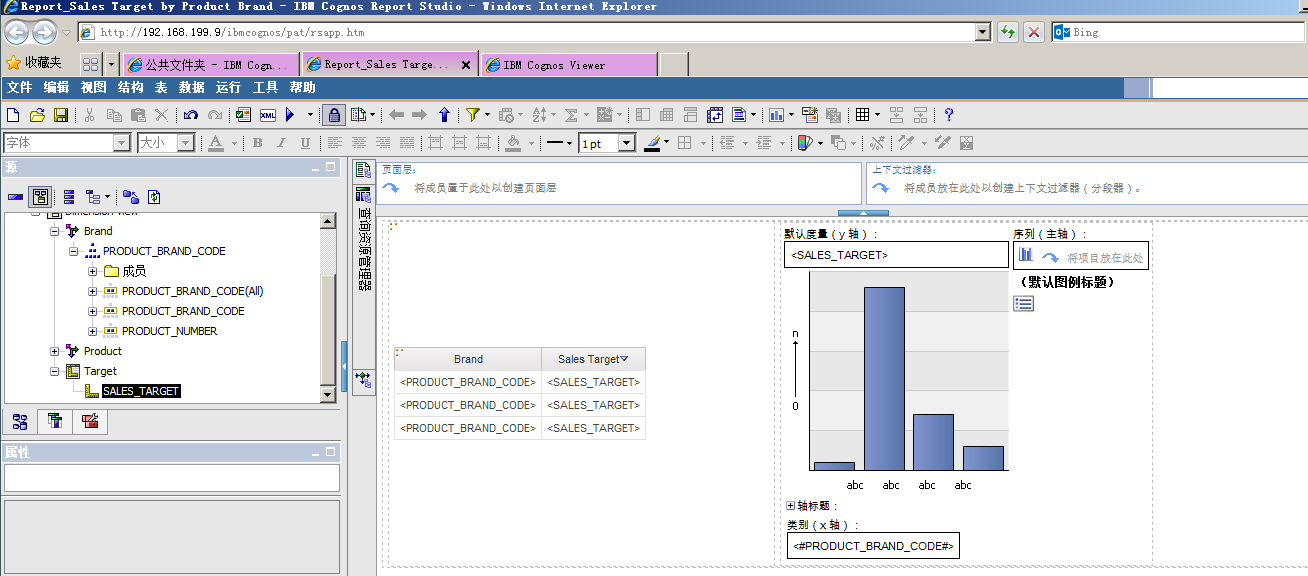 Report_Sales Target by Product Brand - IBM Cognos Report Studio - Windows Internet Explorer
http://192.168.199.9/ibmcognos/pat/rsapp.htm
Bing
收藏夹
公共文件夹 - IBM Cogn...
Report_Sales Targe...
IBM Cognos Viewer
文件 编辑 视图 结构 表 数据 运行 工具 帮助
XML
字体
大小
A
B I U
1pt
源
页面层:
将成员置于此处以创建页面层
上下文过滤器:
将成员放在此处以创建上下文过滤器（分段器）。
查询资源管理器
Brand
PRODUCT_BRAND_CODE
成员
PRODUCT_BRAND_CODE(All)
PRODUCT_BRAND_CODE
PRODUCT_NUMBER
Product
Target
SALES_TARGET
属性
Brand Sales Target
<PRODUCT_BRAND_CODE> <SALES_TARGET>
<PRODUCT_BRAND_CODE> <SALES_TARGET>
<PRODUCT_BRAND_CODE> <SALES_TARGET>
默认度量（y 轴）:
<SALES_TARGET>
序列（主轴）:
将项目放在此处
（默认图例标题）
n
0
abc abc abc abc
轴标题:
类别（x 轴）:
<#PRODUCT_BRAND_CODE#>